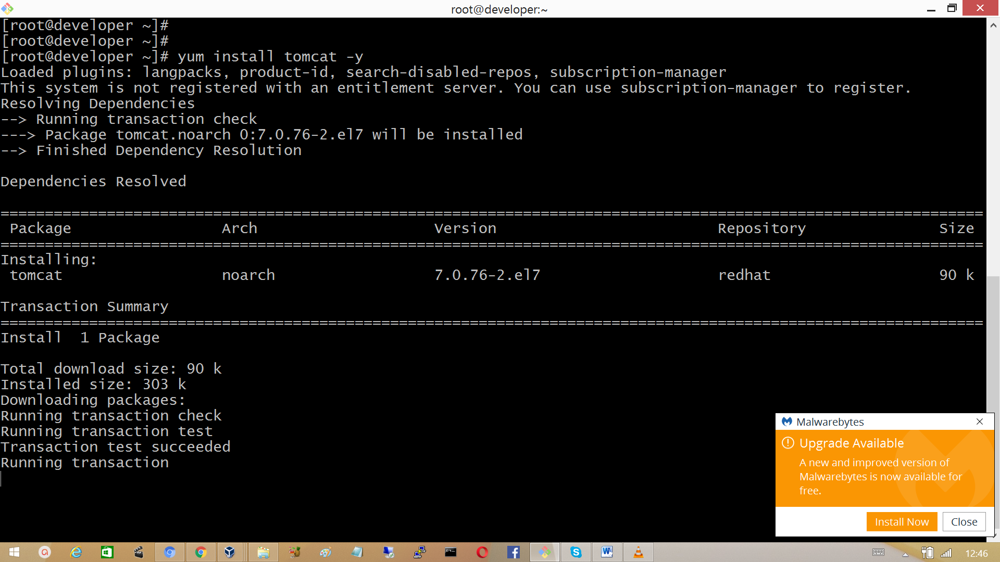 root@developer:~
[root@developer ~]#
[root@developer ~]#
[root@developer ~]# yum install tomcat -y
Loaded plugins: langpacks, product-id, search-disabled-repos, subscription-manager
This system is not registered with an entitlement server. You can use subscription-manager to register.
Resolving Dependencies
--> Running transaction check
---> Package tomcat.noarch 0:7.0.76-2.el7 will be installed
--> Finished Dependency Resolution
Dependencies Resolved
===============================================================================================================
Package Arch Version Repository Size
===============================================================================================================
Installing:
tomcat noarch 7.0.76-2.el7 redhat 90 k
Transaction Summary
===============================================================================================================
Install 1 Package
Total download size: 90 k
Installed size: 303 k
Downloading packages:
Running transaction check
Running transaction test
Transaction test succeeded
Running transaction
Malwarebytes
Upgrade Available
A new and improved version of
Malwarebytes is now available for
free.
Install Now Close
12:46